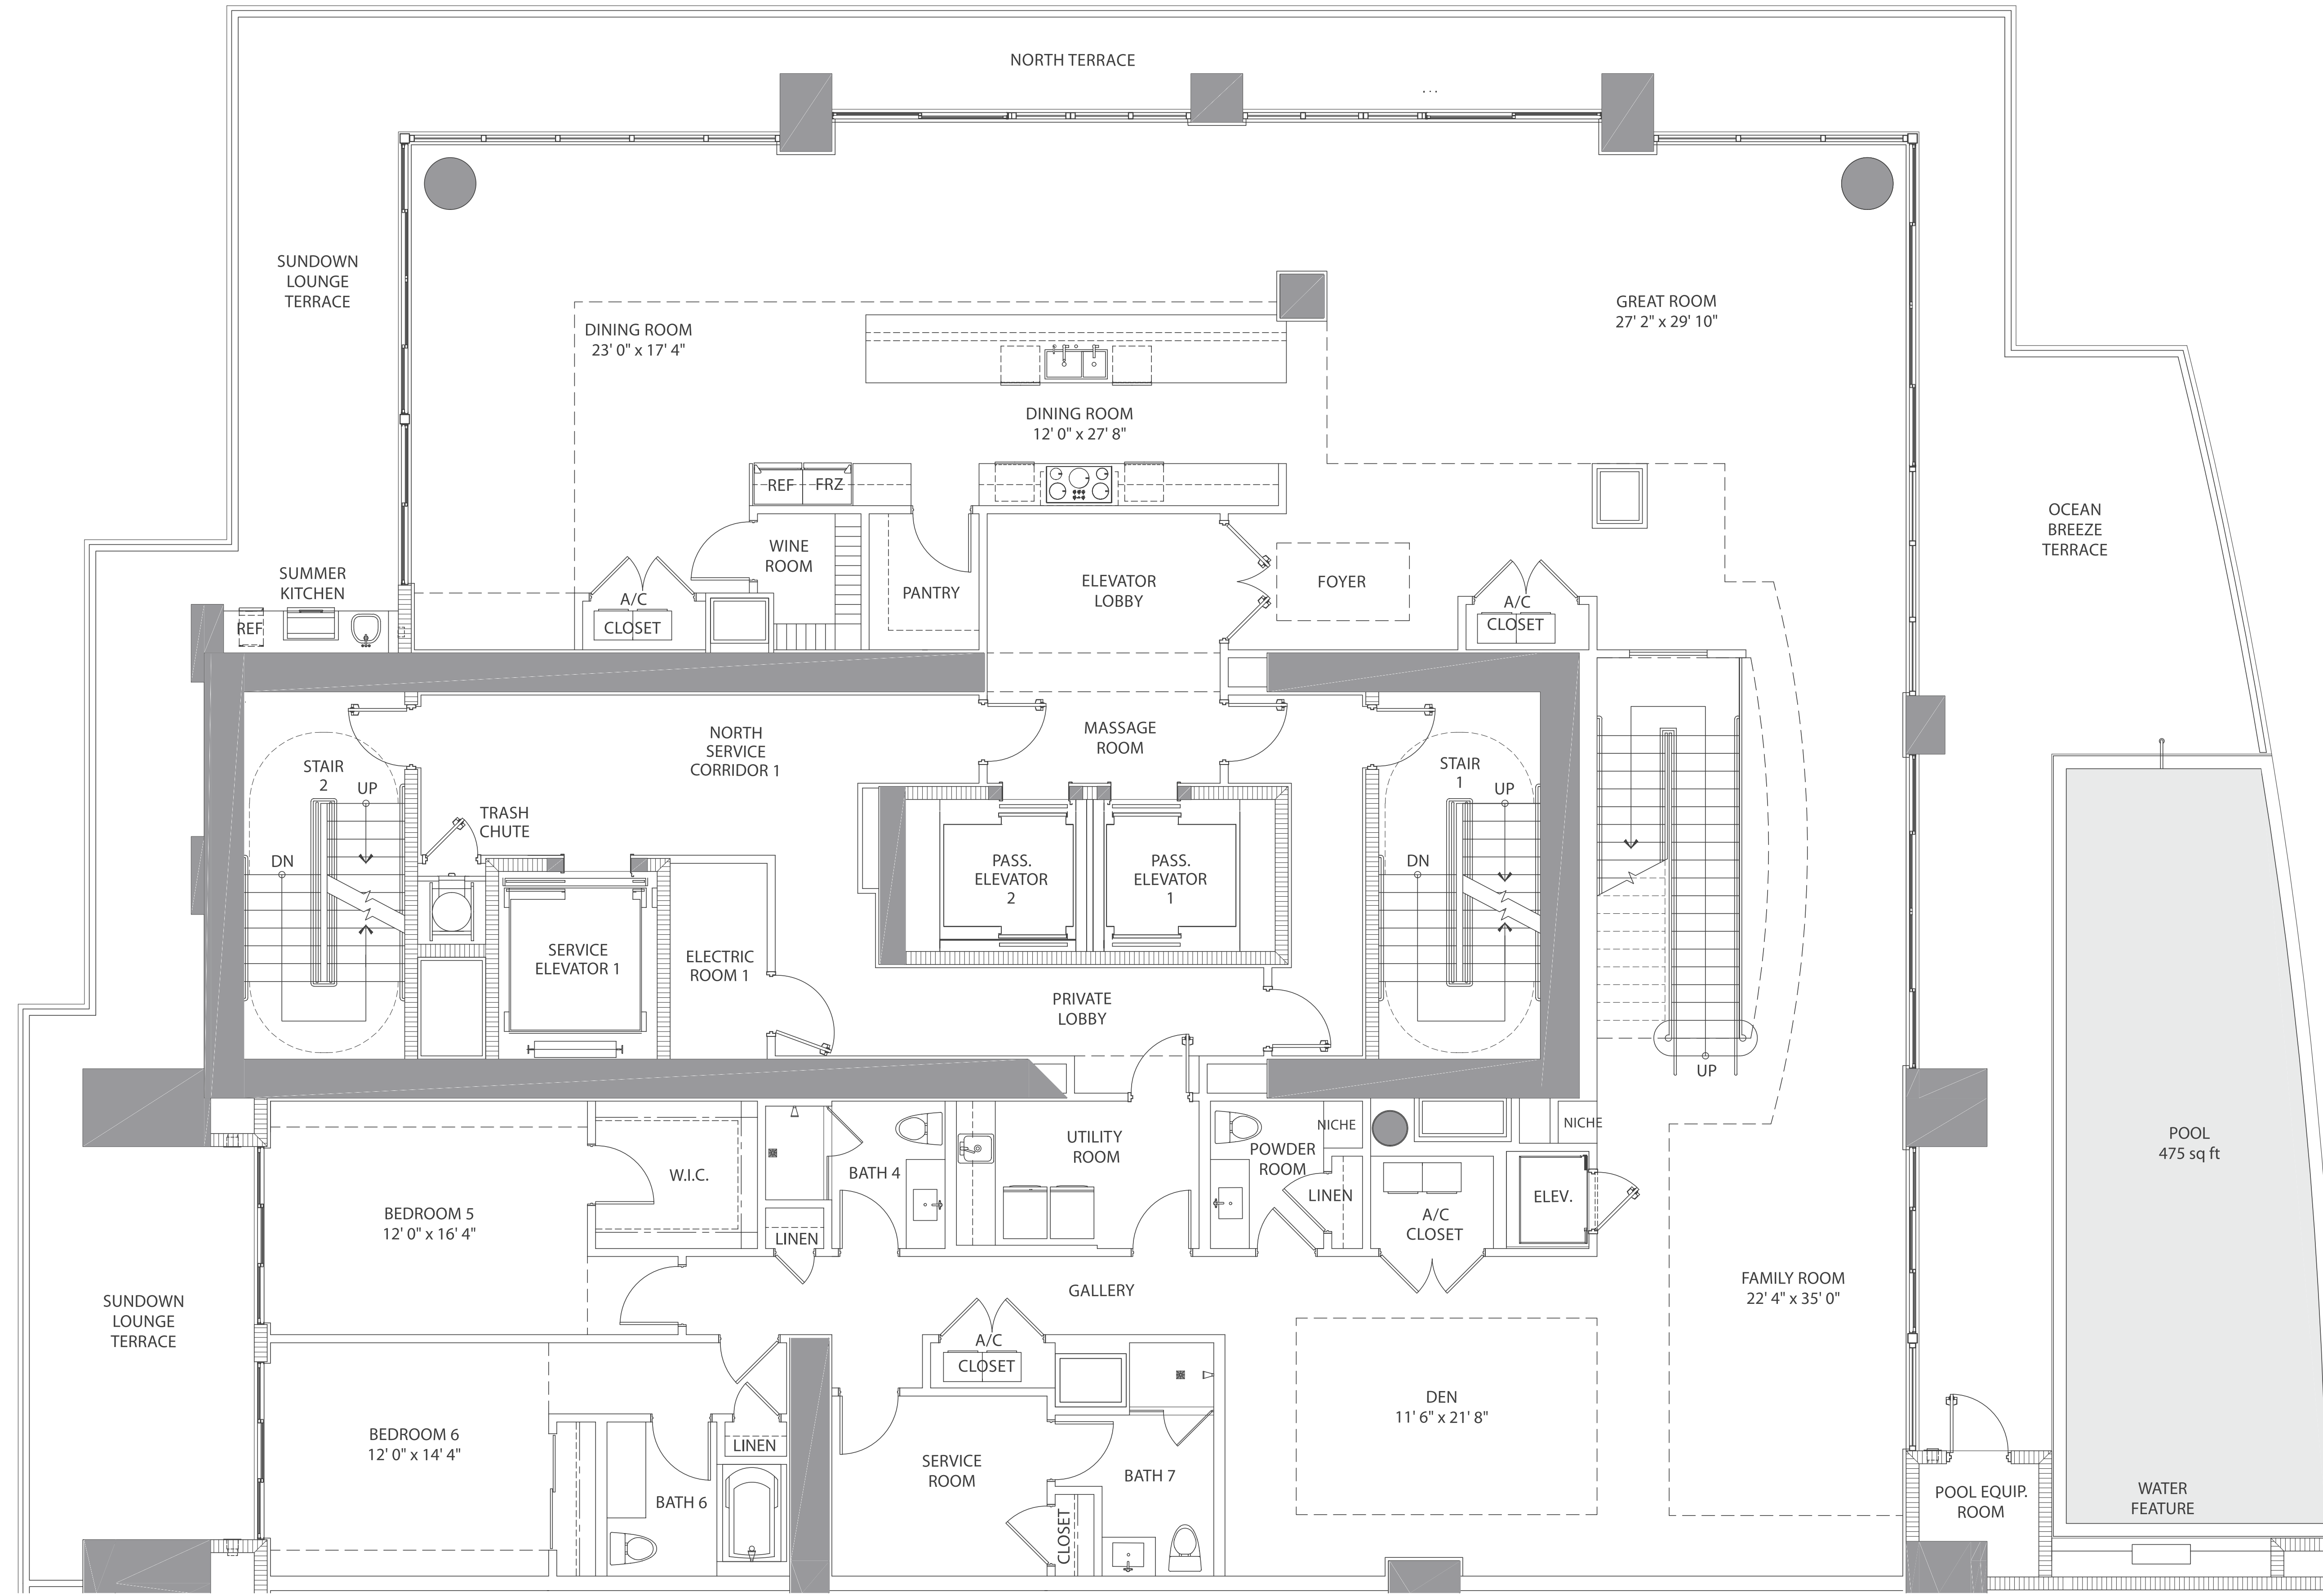 NORTH TERRACE
. . .
SUNDOWN
LOUNGE
TERRACE
GREAT ROOM
27' 2" x 29' 10"
DINING ROOM
23' 0" x 17' 4"
DINING ROOM
12' 0" x 27' 8"
REF
FRZ
OCEAN
BREEZE
TERRACE
WINE
ROOM
SUMMER
KITCHEN
PANTRY
ELEVATOR
LOBBY
FOYER
A/C
CLOSET
A/C
CLOSET
REF
NORTH
SERVICE
CORRIDOR 1
MASSAGE
ROOM
STAIR
2
UP
DN
TRASH
CHUTE
STAIR
1
UP
DN
PASS.
ELEVATOR
2
PASS.
ELEVATOR
1
SERVICE
ELEVATOR 1
ELECTRIC
ROOM 1
PRIVATE
LOBBY
UP
NICHE
NICHE
UTILITY
ROOM
POWDER
ROOM
POOL
475 sq ft
W.I.C.
BATH 4
LINEN
ELEV.
BEDROOM 5
12' 0" x 16' 4"
A/C
CLOSET
LINEN
GALLERY
FAMILY ROOM
22' 4" x 35' 0"
SUNDOWN
LOUNGE
TERRACE
A/C
CLOSET
DEN
11' 6" x 21' 8"
BEDROOM 6
12' 0" x 14' 4"
LINEN
SERVICE
ROOM
BATH 7
BATH 6
CLOSET
POOL EQUIP.
ROOM
WATER
FEATURE